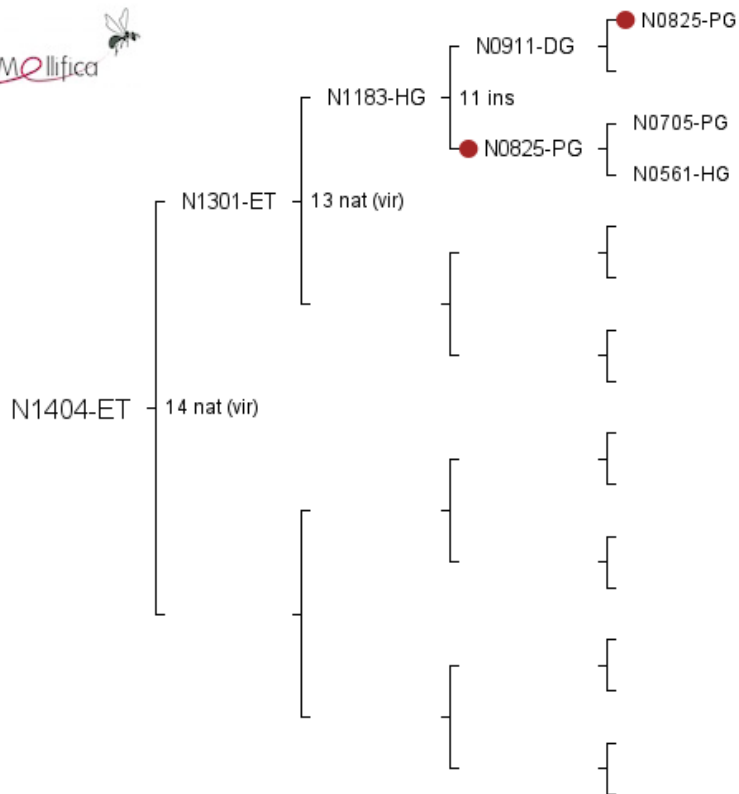 N0825-PG
N0911-DG
Mellifica
N1183-HG
11 ins
N0705-PG
N0825-PG
N0561-HG
N1301-ET
13 nat (vir)
N1404-ET
14 nat (vir)